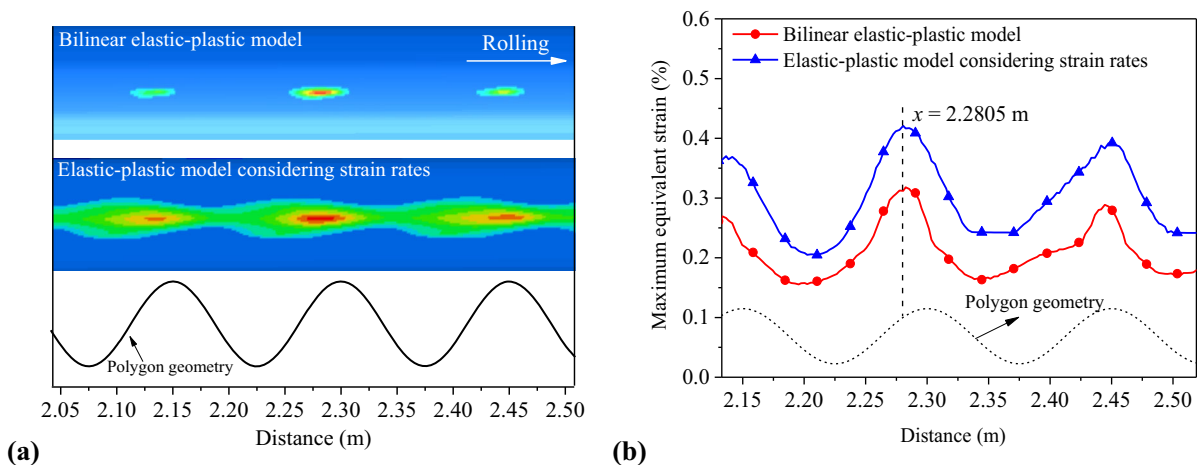 Bilinear elastic-plastic model
Rolling
Elastic-plastic model considering strain rates
Polygon geometry
2.05 2.10 2.15 2.20 2.25 2.30 2.35 2.40 2.45 2.50
Distance (m)
(a)
Maximum equivalent strain (%)
0.6
0.5
0.4
0.3
0.2
0.1
0.0
Bilinear elastic-plastic model
Elastic-plastic model considering strain rates
x = 2.2805 m
Polygon geometry
2.15 2.20 2.25 2.30 2.35 2.40 2.45 2.50
Distance (m)
(b)